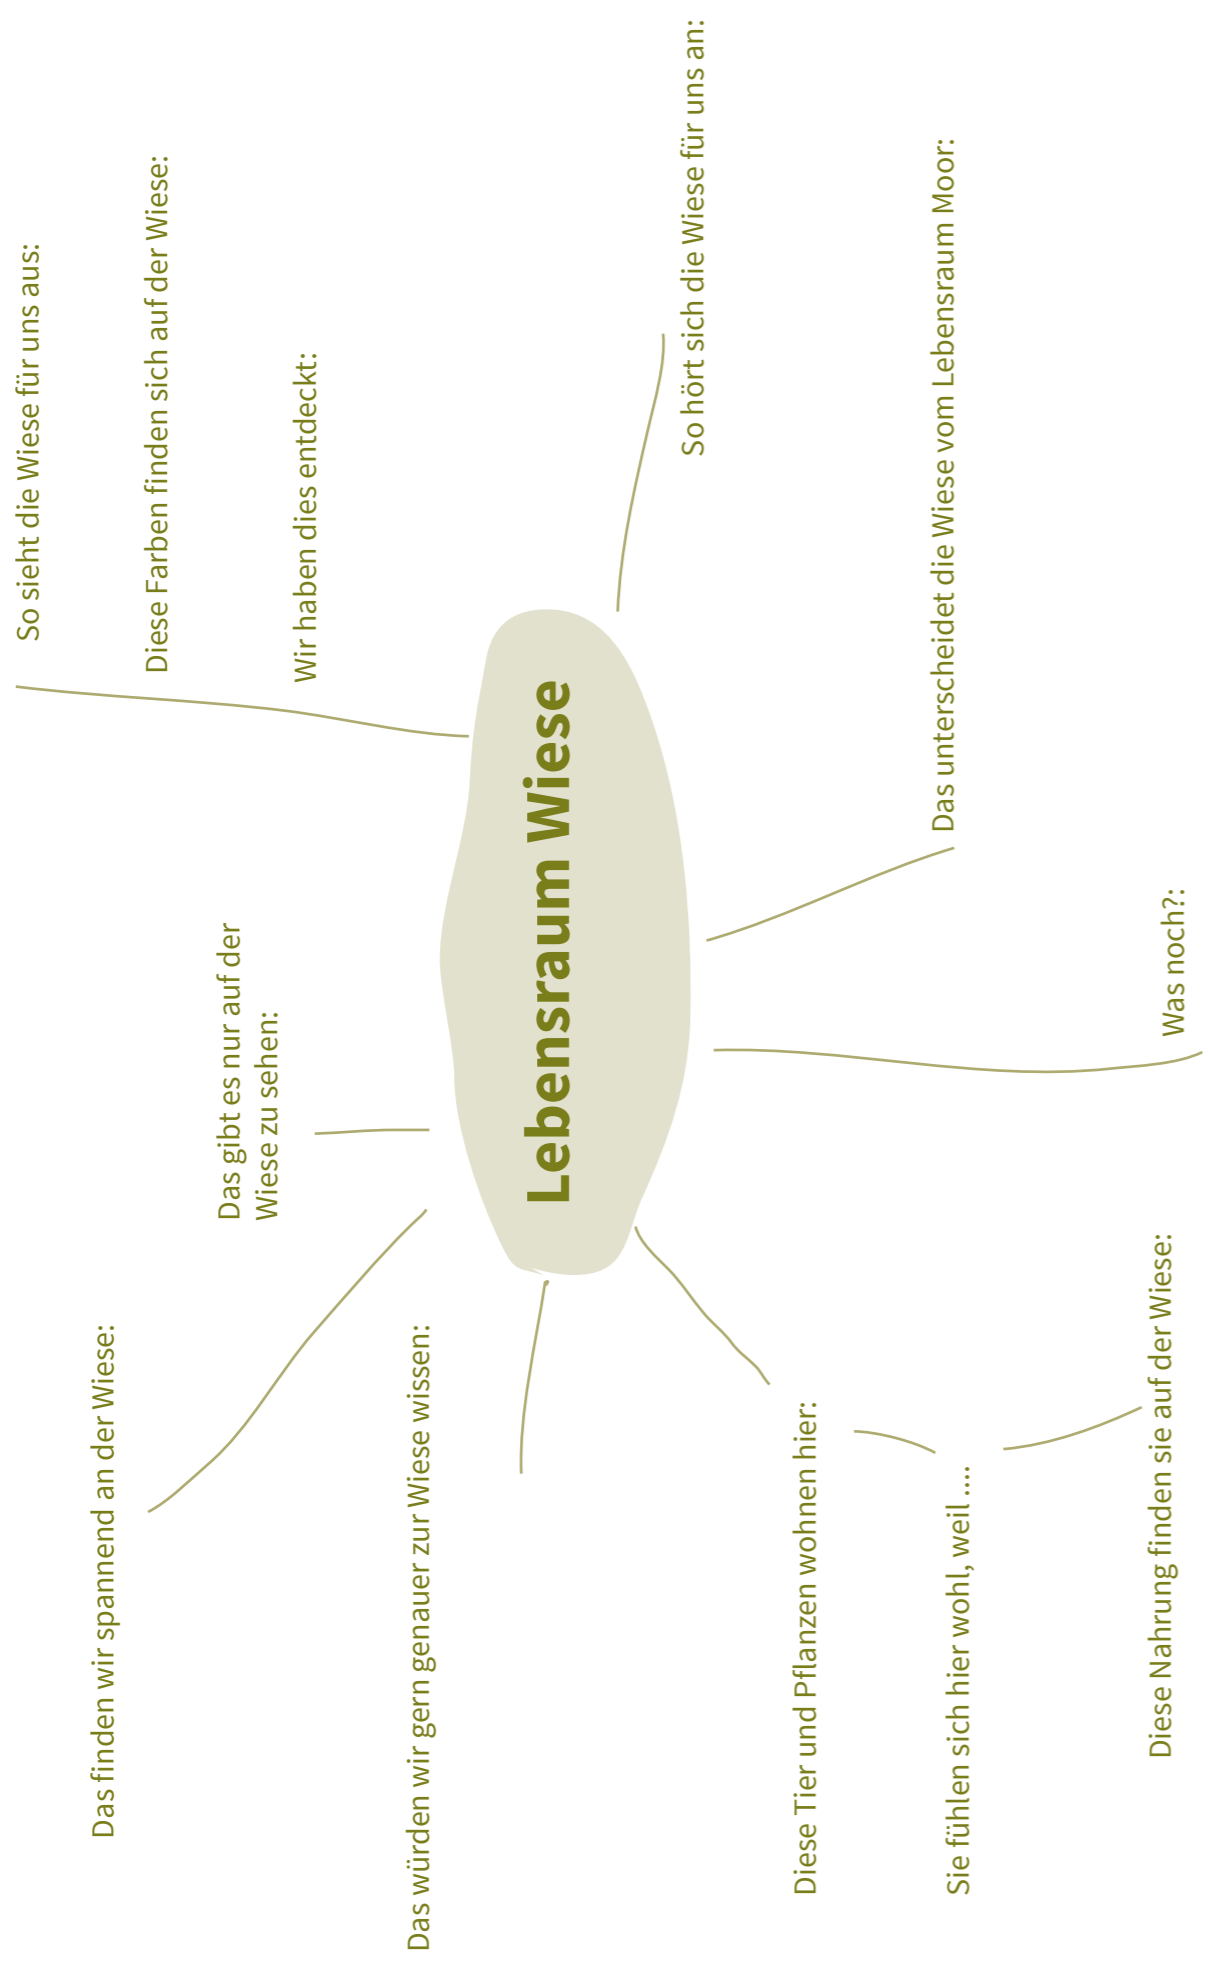 So sieht die Wiese für uns aus:
Diese Farben finden sich auf der Wiese:
Wir haben dies entdeckt:
Das finden wir spannend an der Wiese:
Das gibt es nur auf der
Wiese zu sehen:
Das würden wir gern genauer zur Wiese wissen:
Lebensraum Wiese
So hört sich die Wiese für uns an:
Diese Tier und Pflanzen wohnen hier:
Sie fühlen sich hier wohl, weil ....
Das unterscheidet die Wiese vom Lebensraum Moor:
Diese Nahrung finden sie auf der Wiese:
Was noch?: